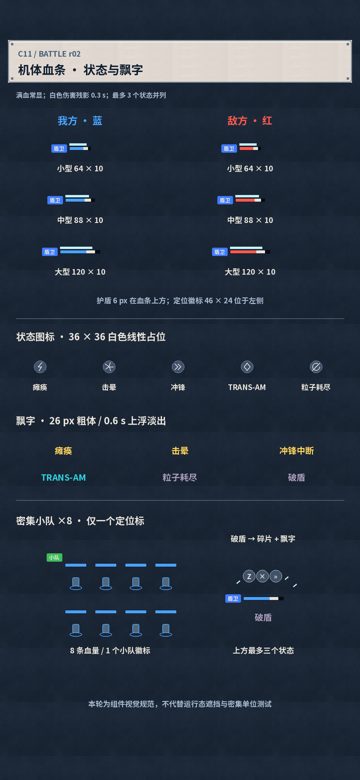 C11 / BATTLE r02
机体血条 · 状态与飘字
满血常显；白色伤害残影 0.3 s；最多 3 个状态并列
我方 · 蓝
敌方 · 红
盾卫
盾卫
小型 64 × 10
小型 64 × 10
盾卫
盾卫
中型 88 × 10
中型 88 × 10
盾卫
盾卫
大型 120 × 10
大型 120 × 10
护盾 6 px 在血条上方；定位徽标 46 × 24 位于左侧
状态图标 · 36 × 36 白色线性占位
瘫痪
击晕
冲锋
TRANS-AM
粒子耗尽
飘字 · 26 px 粗体 / 0.6 s 上浮淡出
瘫痪
击晕
冲锋中断
TRANS-AM
粒子耗尽
破盾
密集小队 ×8 · 仅一个定位标
破盾 → 碎片 + 飘字
小队
Z × »
盾卫
破盾
8 条血量 / 1 个小队徽标
上方最多三个状态
本轮为组件视觉规范，不代替运行态遮挡与密集单位测试